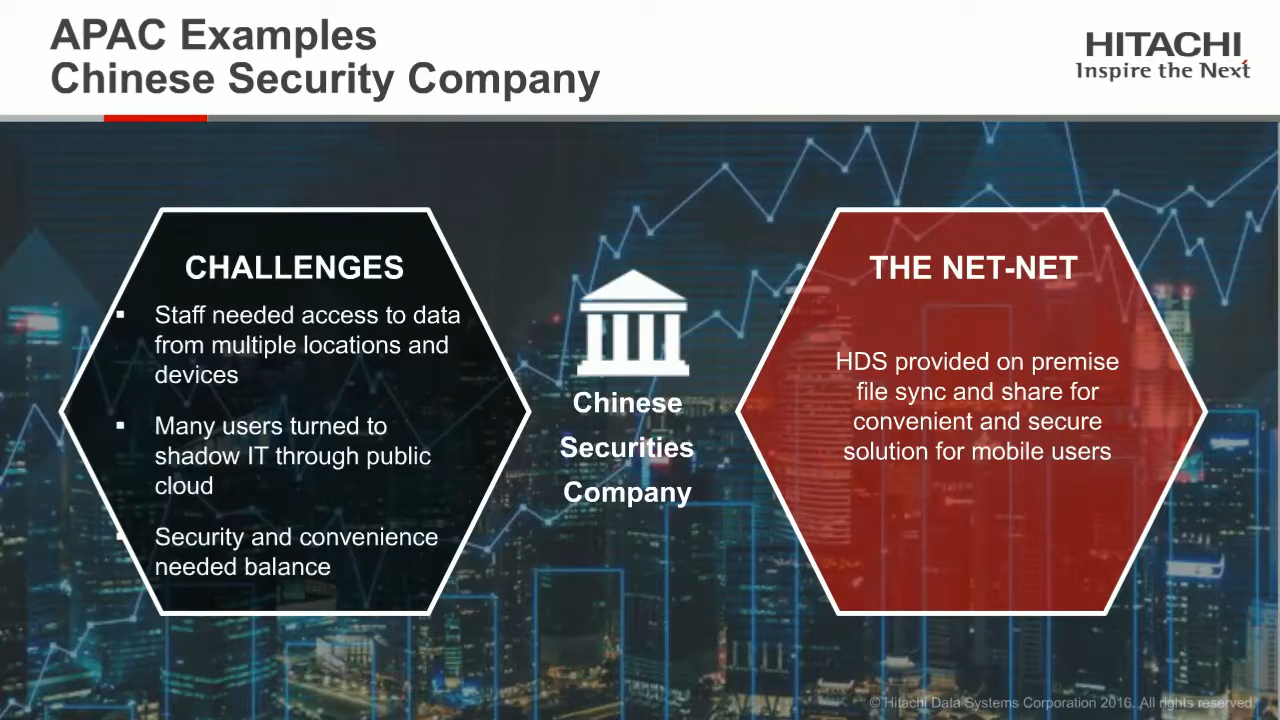 APAC Examples
Chinese Security Company
HITACHI
Inspire the Next
CHALLENGES
▪ Staff needed access to data
from multiple locations and
devices
▪ Many users turned to
shadow IT through public
cloud
▪ Security and convenience
needed balance
Chinese
Securities
Company
THE NET-NET
HDS provided on premise
file sync and share for
convenient and secure
solution for mobile users
© Hitachi Data Systems Corporation 2016. All rights reserved.